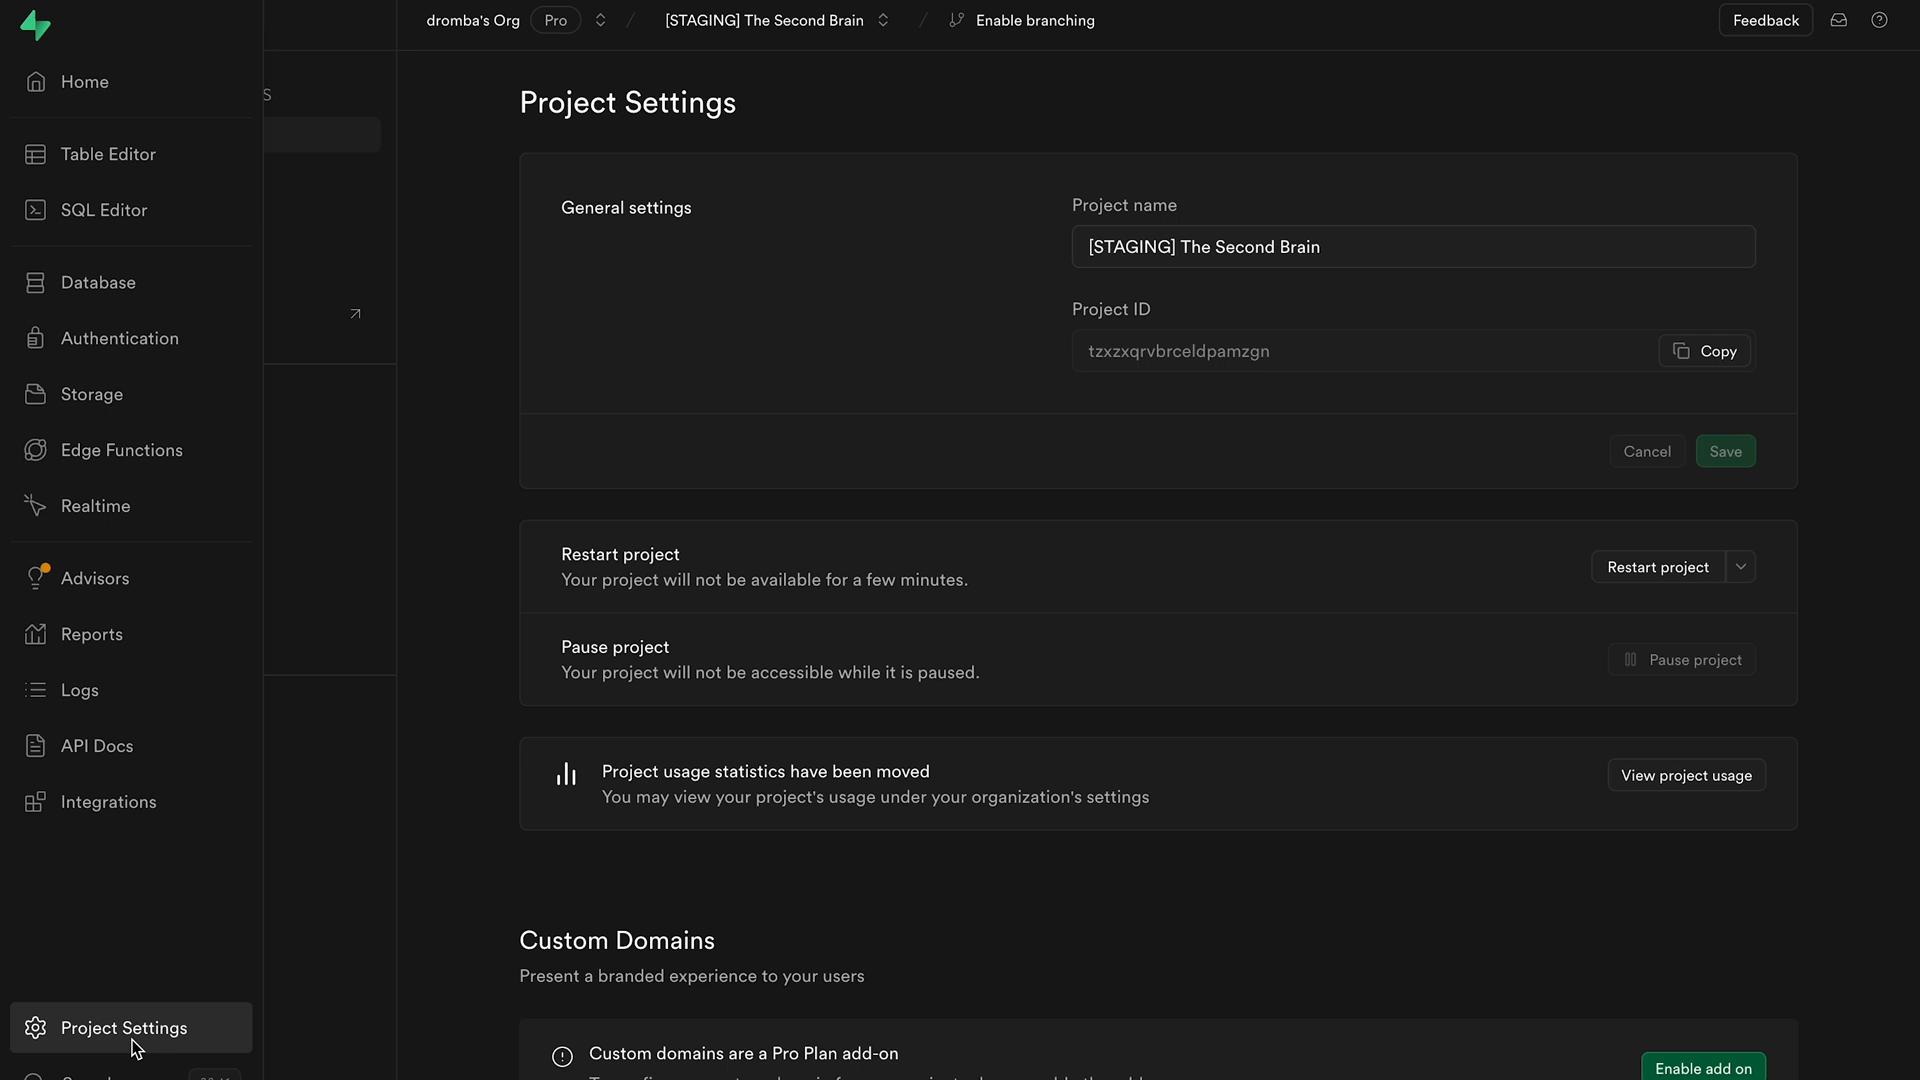 dromba's Org Pro / [STAGING] The Second Brain / Enable branching
Feedback
Home
Table Editor
SQL Editor
Database
Authentication
Storage
Edge Functions
Realtime
Advisors
Reports
Logs
API Docs
Integrations
Project Settings
S
Project Settings
General settings
Project name
[STAGING] The Second Brain
Project ID
tzxzxqrvbrceldpamzgn
Copy
Cancel
Save
Restart project
Your project will not be available for a few minutes.
Restart project
Pause project
Your project will not be accessible while it is paused.
Pause project
Project usage statistics have been moved
You may view your project's usage under your organization's settings
View project usage
Custom Domains
Present a branded experience to your users
Custom domains are a Pro Plan add-on
Enable add on